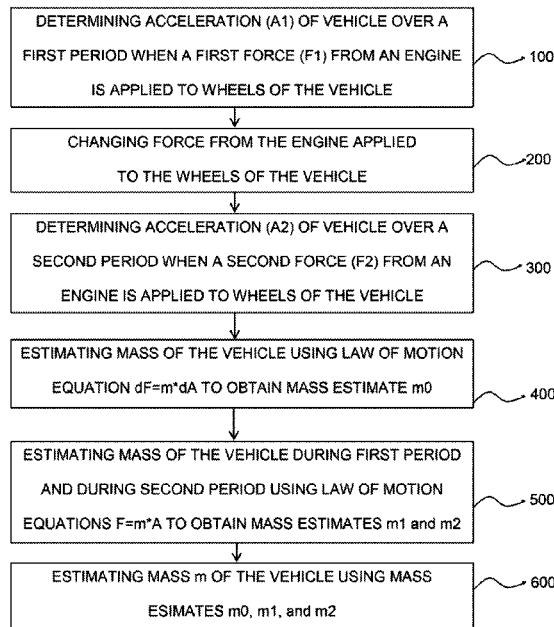 DETERMINING ACCELERATION (A1) OF VEHICLE OVER A
FIRST PERIOD WHEN A FIRST FORCE (F1) FROM AN ENGINE
IS APPLIED TO WHEELS OF THE VEHICLE
100
CHANGING FORCE FROM THE ENGINE APPLIED
TO THE WHEELS OF THE VEHICLE
200
DETERMINING ACCELERATION (A2) OF VEHICLE OVER A
SECOND PERIOD WHEN A SECOND FORCE (F2) FROM AN
ENGINE IS APPLIED TO WHEELS OF THE VEHICLE
300
ESTIMATING MASS OF THE VEHICLE USING LAW OF MOTION
EQUATION dF=m*dA TO OBTAIN MASS ESTIMATE m0
400
ESTIMATING MASS OF THE VEHICLE DURING FIRST PERIOD
AND DURING SECOND PERIOD USING LAW OF MOTION
EQUATIONS F=m*A TO OBTAIN MASS ESTIMATES m1 and m2
500
ESTIMATING MASS m OF THE VEHICLE USING MASS
ESIMATES m0, m1, and m2
600